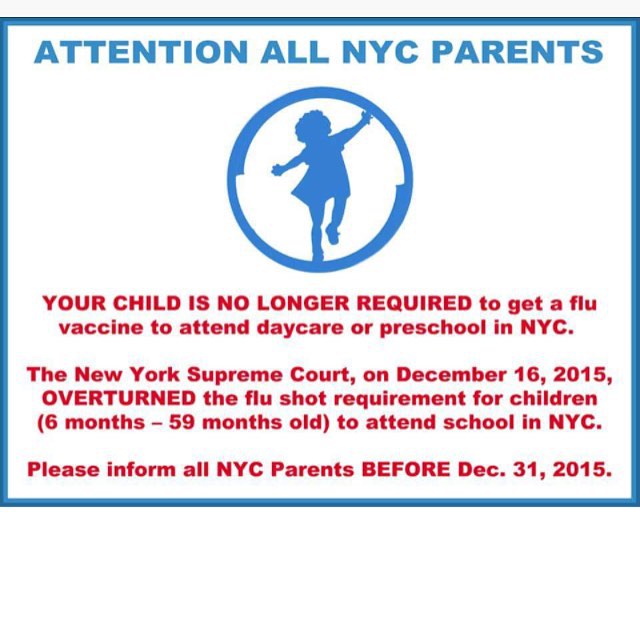 ATTENTION ALL NYC PARENTS
YOUR CHILD IS NO LONGER REQUIRED to get a flu
vaccine to attend daycare or preschool in NYC.
The New York Supreme Court, on December 16, 2015,
OVERTURNED the flu shot requirement for children
(6 months – 59 months old) to attend school in NYC.
Please inform all NYC Parents BEFORE Dec. 31, 2015.